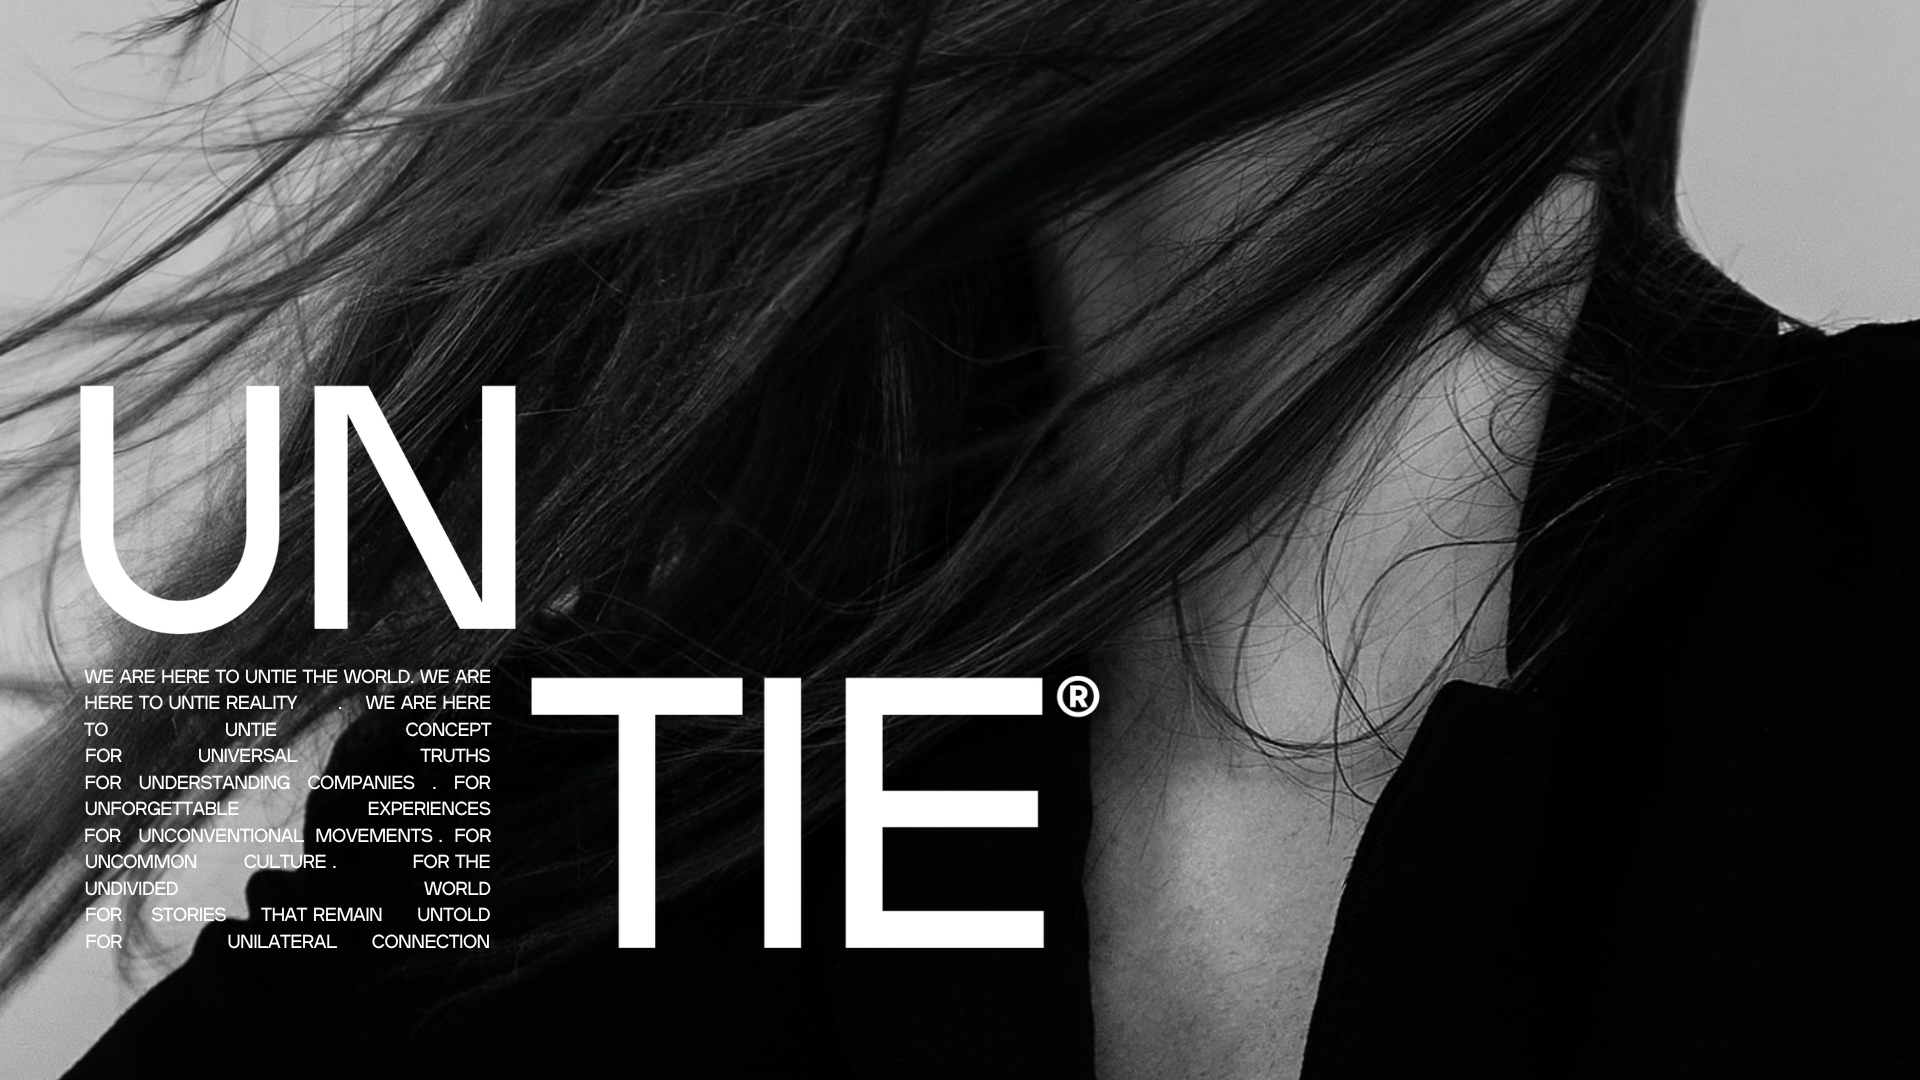 UN
WE ARE HERE TO UNTIE THE WORLD. WE ARE
HERE TO UNTIE REALITY . WE ARE HERE
TO UNTIE CONCEPT
FOR UNIVERSAL TRUTHS
FOR UNDERSTANDING COMPANIES . FOR
UNFORGETTABLE EXPERIENCES
FOR UNCONVENTIONAL MOVEMENTS . FOR
UNCOMMON CULTURE . FOR THE
UNDIVIDED WORLD
FOR STORIES THAT REMAIN UNTOLD
FOR UNILATERAL CONNECTION
TIE®